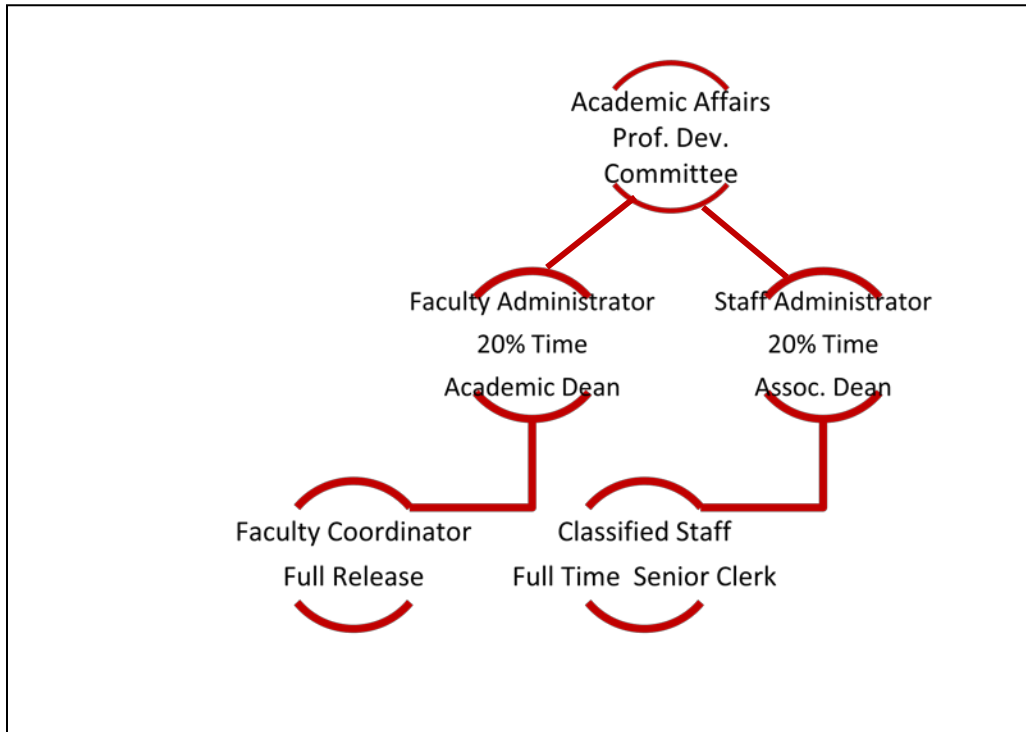 Academic Affairs
Prof. Dev.
Committee
Faculty Administrator
20% Time
Academic Dean
Staff Administrator
20% Time
Assoc. Dean
Faculty Coordinator
Full Release
Classified Staff
Full Time  Senior Clerk